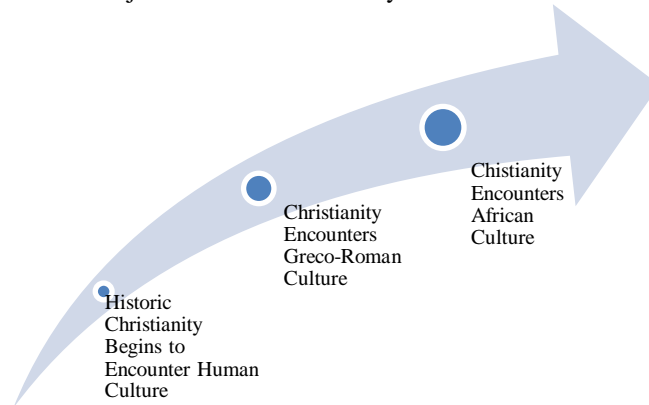 Historic
Christianity
Begins to
Encounter Human
Culture
Christianity
Encounters
Greco-Roman
Culture
Chistianity
Encounters
African
Culture